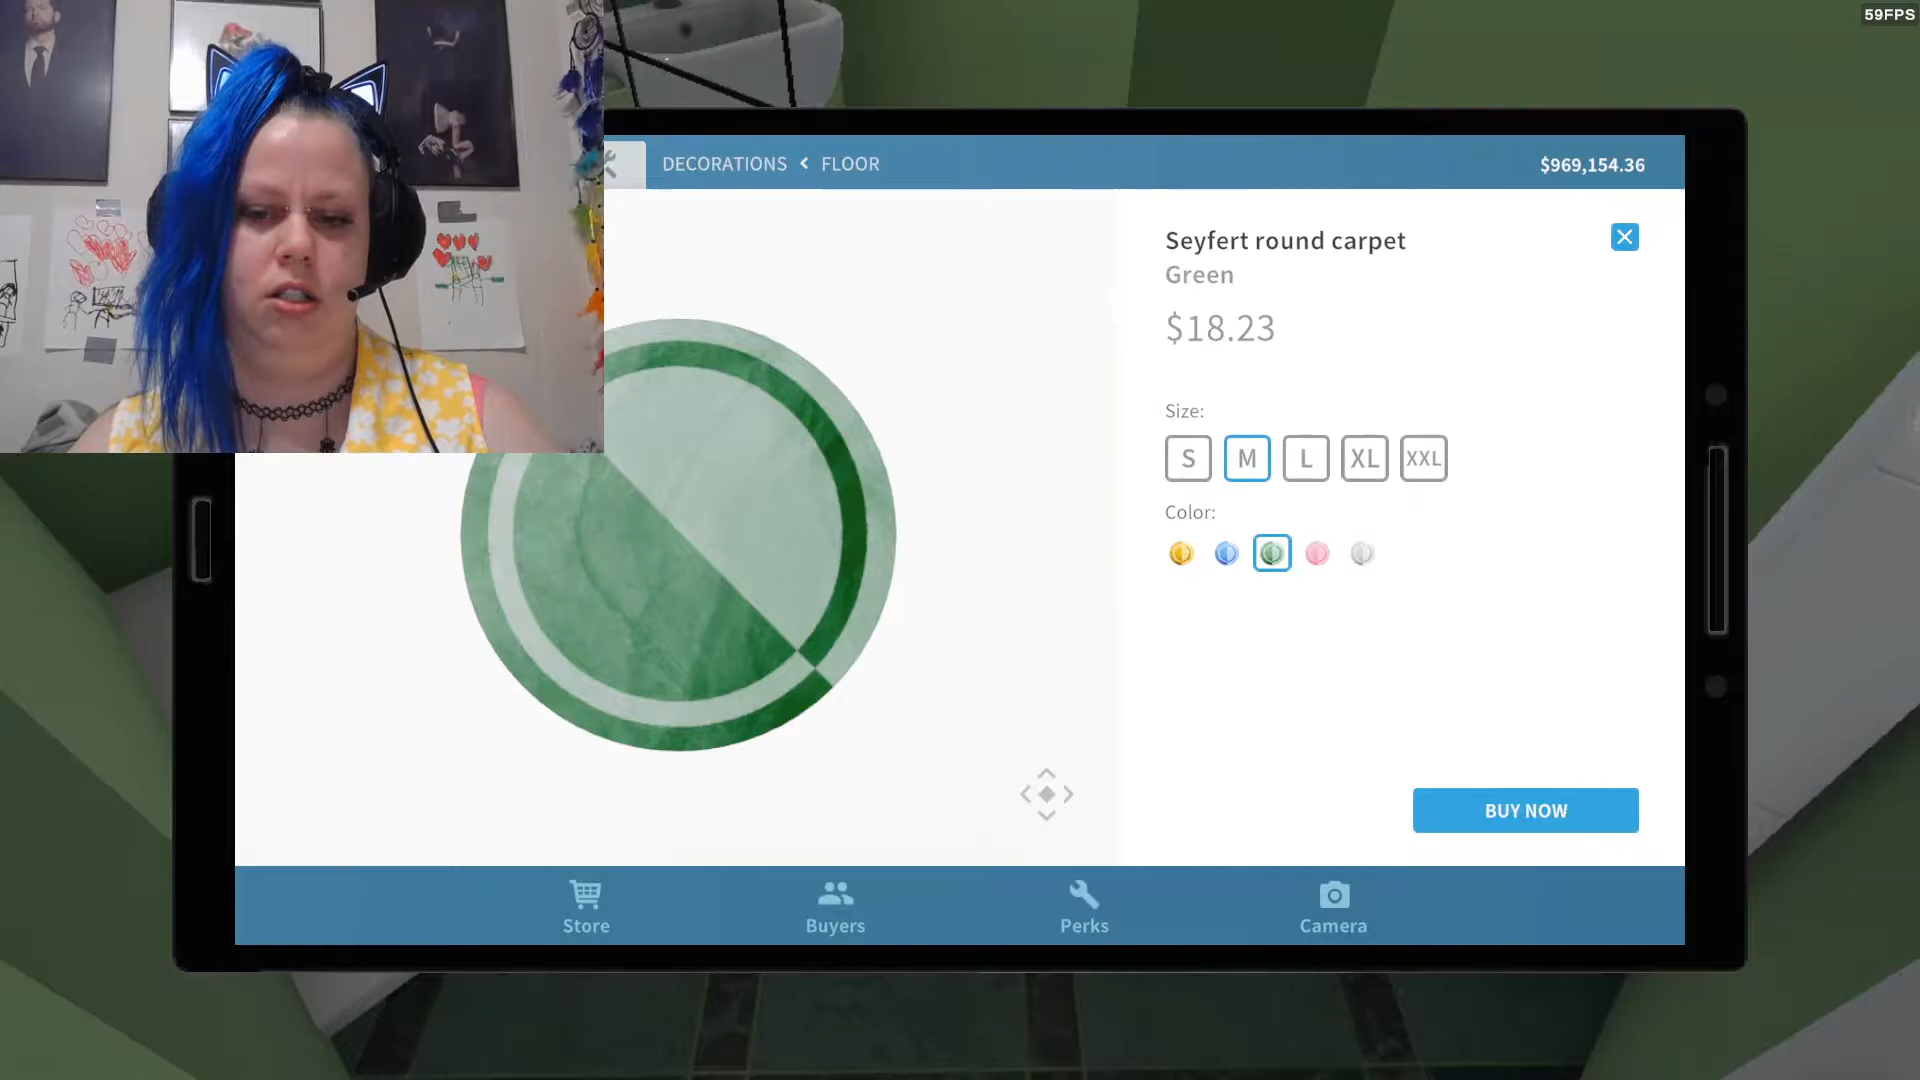 59FPS
DECORATIONS < FLOOR
$969,154.36
Seyfert round carpet
Green
$18.23
Size:
S M L XL XXL
Color:
BUY NOW
Store Buyers Perks Camera